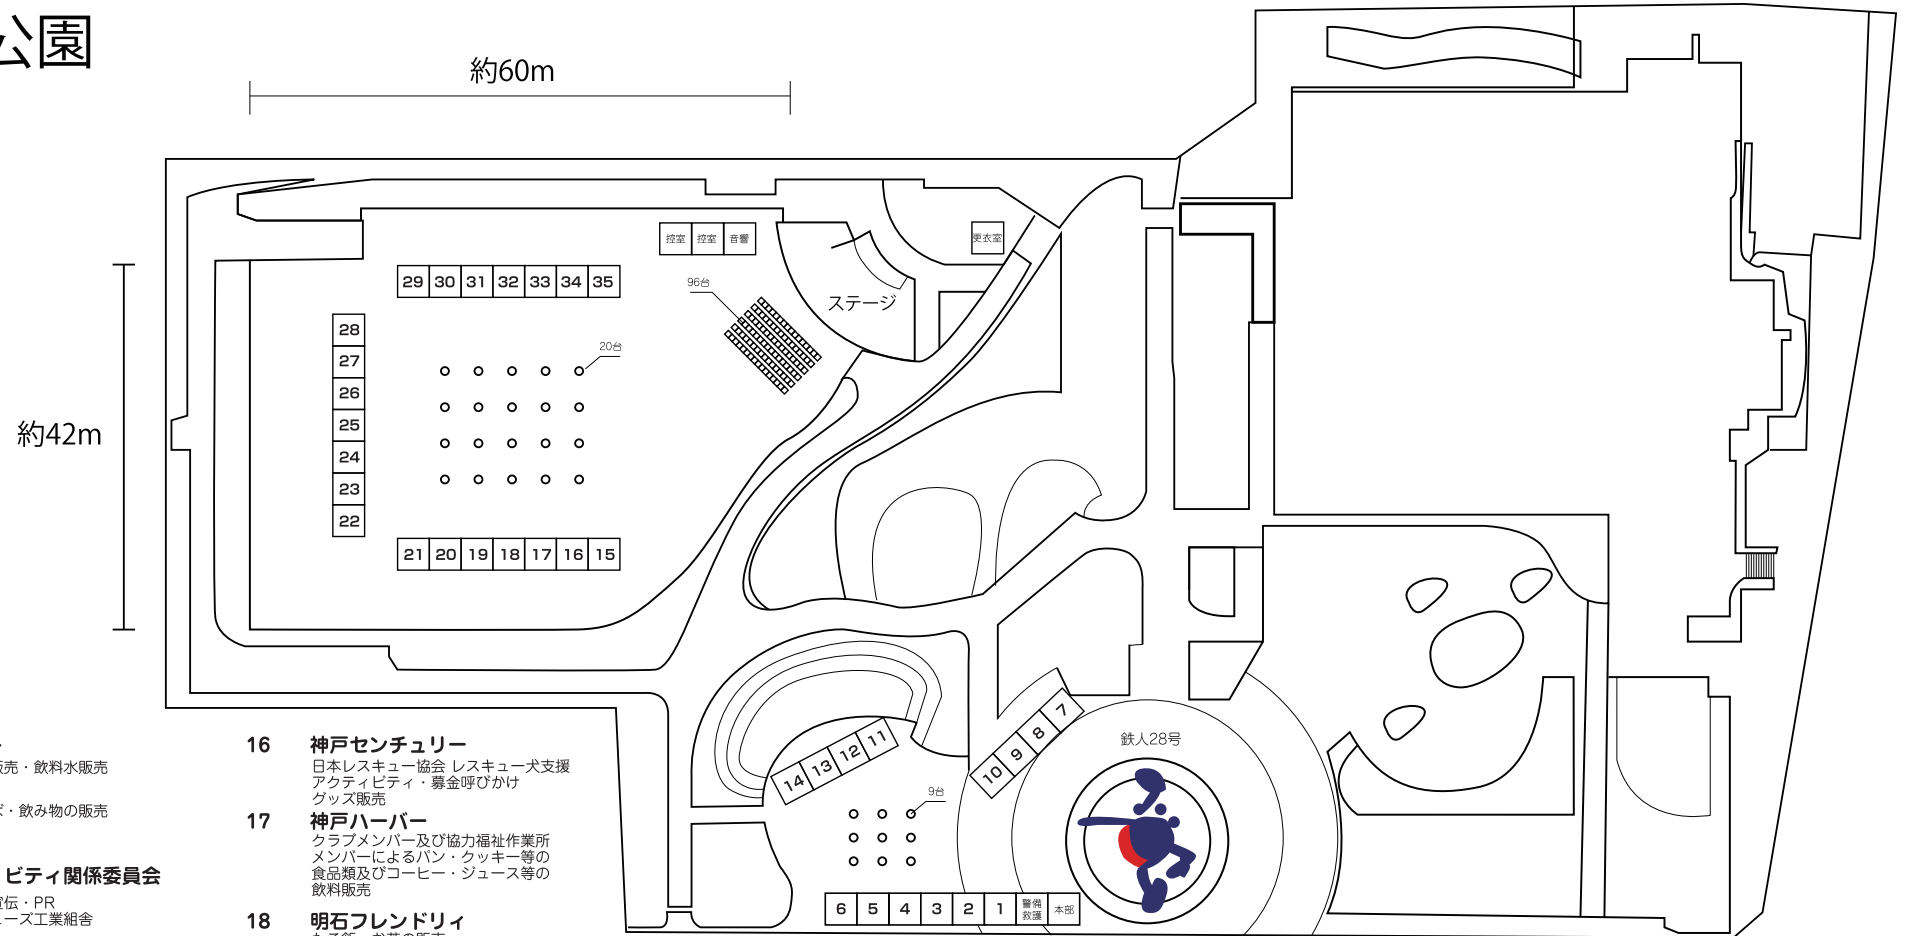 公園
約60m
約42m
控室 控室 音響
更衣室
ステージ
96台
29 30 31 32 33 34 35
20台
28
27
26
25
24
23
22
21 20 19 18 17 16 15
鉄人28号
7
8
9
10
11
12
13
14
9台
6 5 4 3 2 1 警備救護 本部
売・飲料水販売
・飲み物の販売
ビティ関係委員会
宣伝・PR
ーズ工業組合
16 神戸センチュリー
日本レスキュー協会 レスキュー犬支援
アクティビティ・募金呼びかけ
グッズ販売
17 神戸ハーバー
クラブメンバー及び協力福祉作業所
メンバーによるパン・クッキー等の
食品類及びコーヒー・ジュース等の
飲料販売
18 明石フレンドリィ